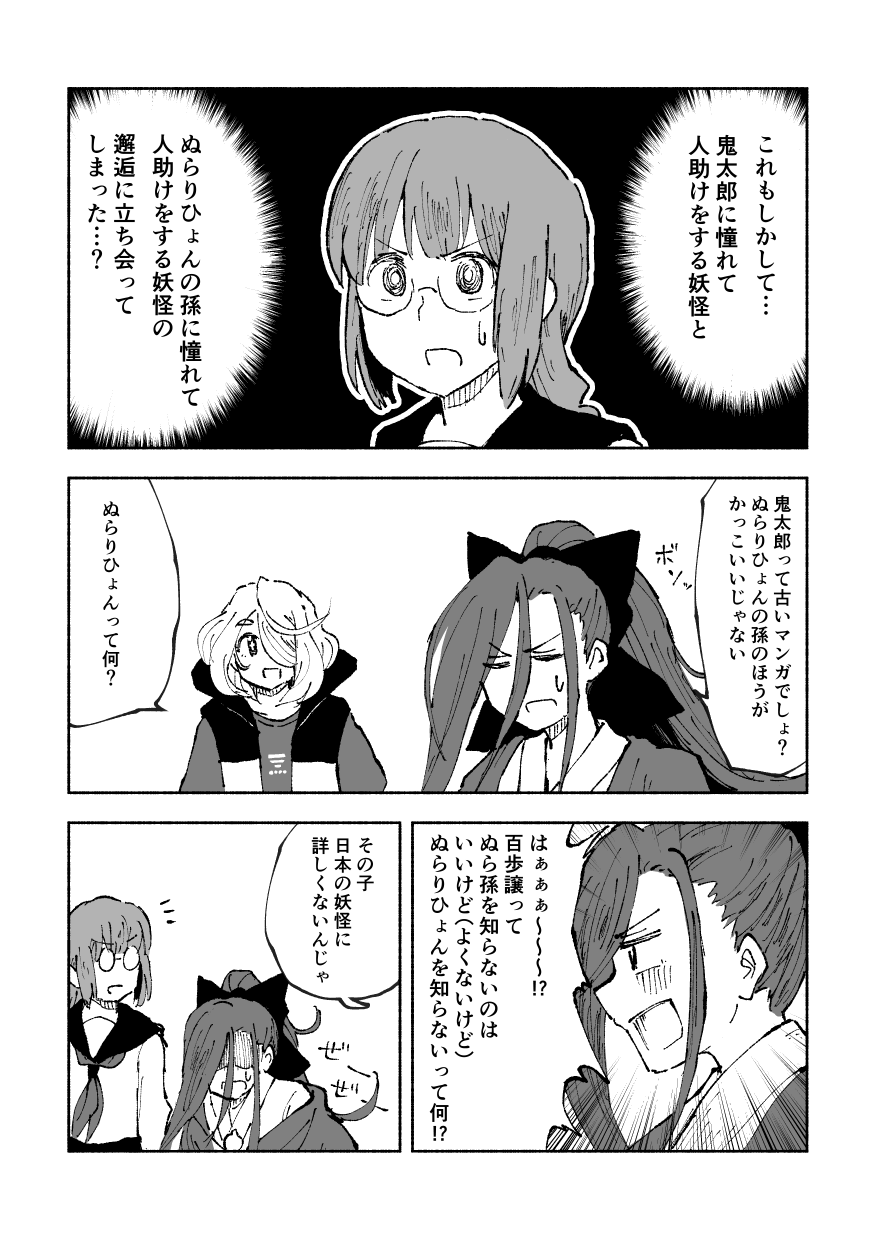 これもしかして…
鬼太郎に憧れて
人助けをする妖怪と
ぬらりひょんの孫に憧れて
人助けをする妖怪の
邂逅に立ち会って
しまった…?
鬼太郎って古いマンガでしょ?
ぬらりひょんの孫のほうが
かっこいいじゃない
ボソッ
ぬらりひょんって何?
はぁぁぁ～～～!?
百歩譲って
ぬら孫を知らないのは
いいけど(よくないけど)
ぬらりひょんを知らないって何!?
その子
日本の妖怪に
詳しくないんじゃ
ぜぇ
ぜぇ